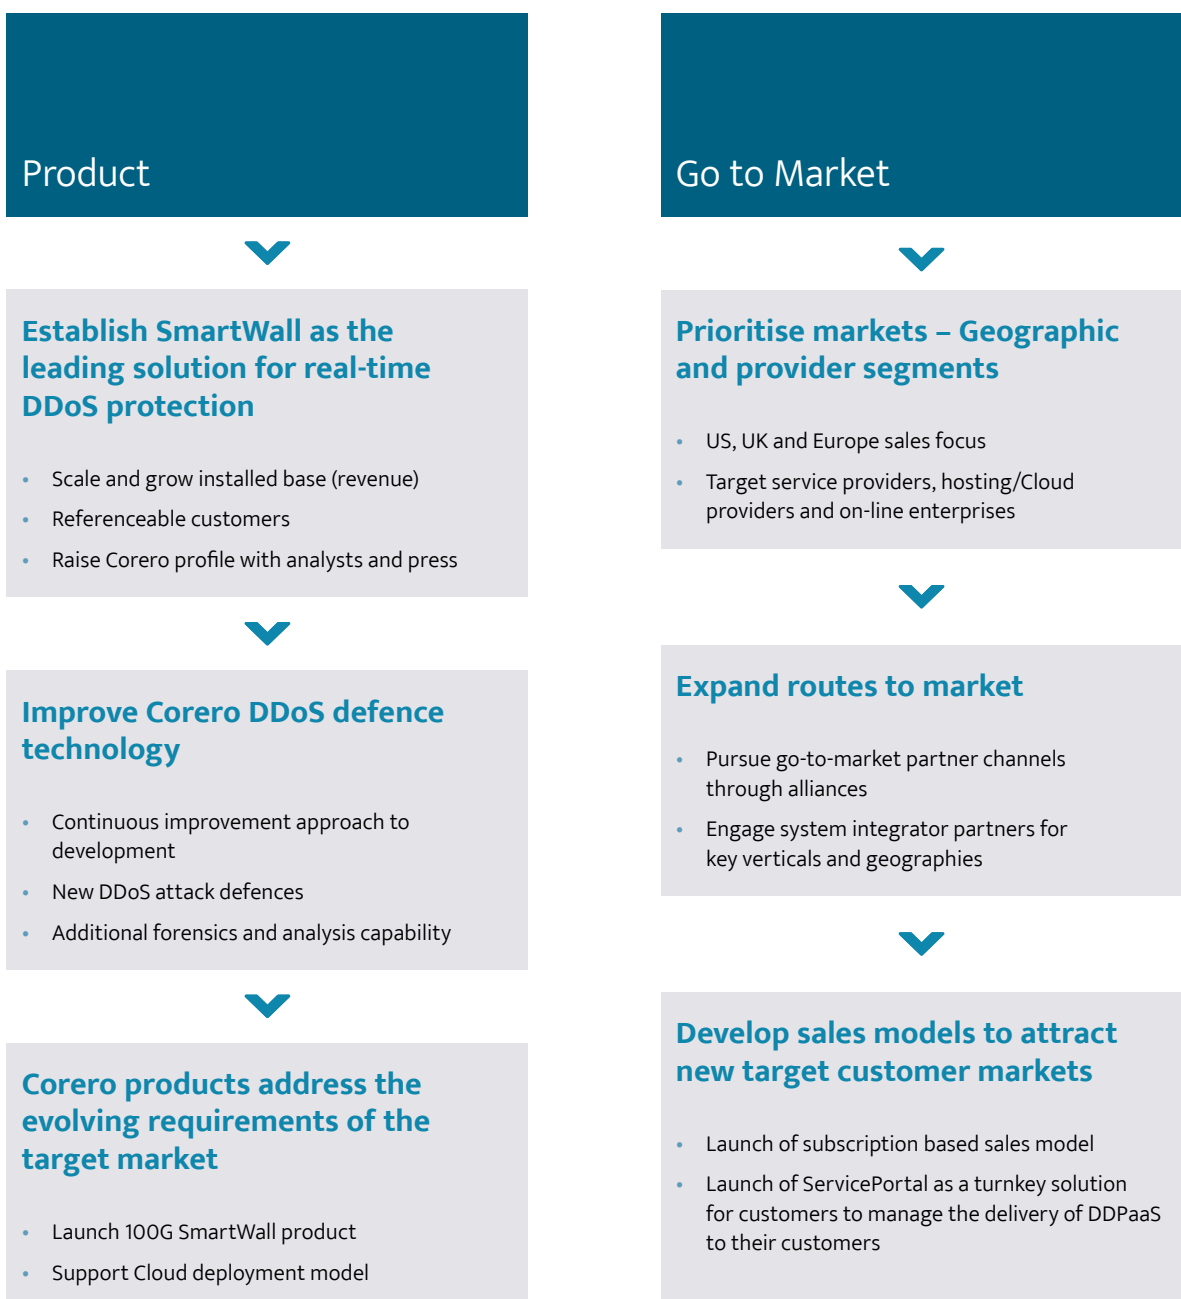 Product
Establish SmartWall as the
leading solution for real-time
DDoS protection
• Scale and grow installed base (revenue)
• Referenceable customers
• Raise Corero profile with analysts and press
Improve Corero DDoS defence
technology
• Continuous improvement approach to
development
• New DDoS attack defences
• Additional forensics and analysis capability
Corero products address the
evolving requirements of the
target market
• Launch 100G SmartWall product
• Support Cloud deployment model
Go to Market
Prioritise markets – Geographic
and provider segments
• US, UK and Europe sales focus
• Target service providers, hosting/Cloud
providers and on-line enterprises
Expand routes to market
• Pursue go-to-market partner channels
through alliances
• Engage system integrator partners for
key verticals and geographies
Develop sales models to attract
new target customer markets
• Launch of subscription based sales model
• Launch of ServicePortal as a turnkey solution
for customers to manage the delivery of DDPaaS
to their customers